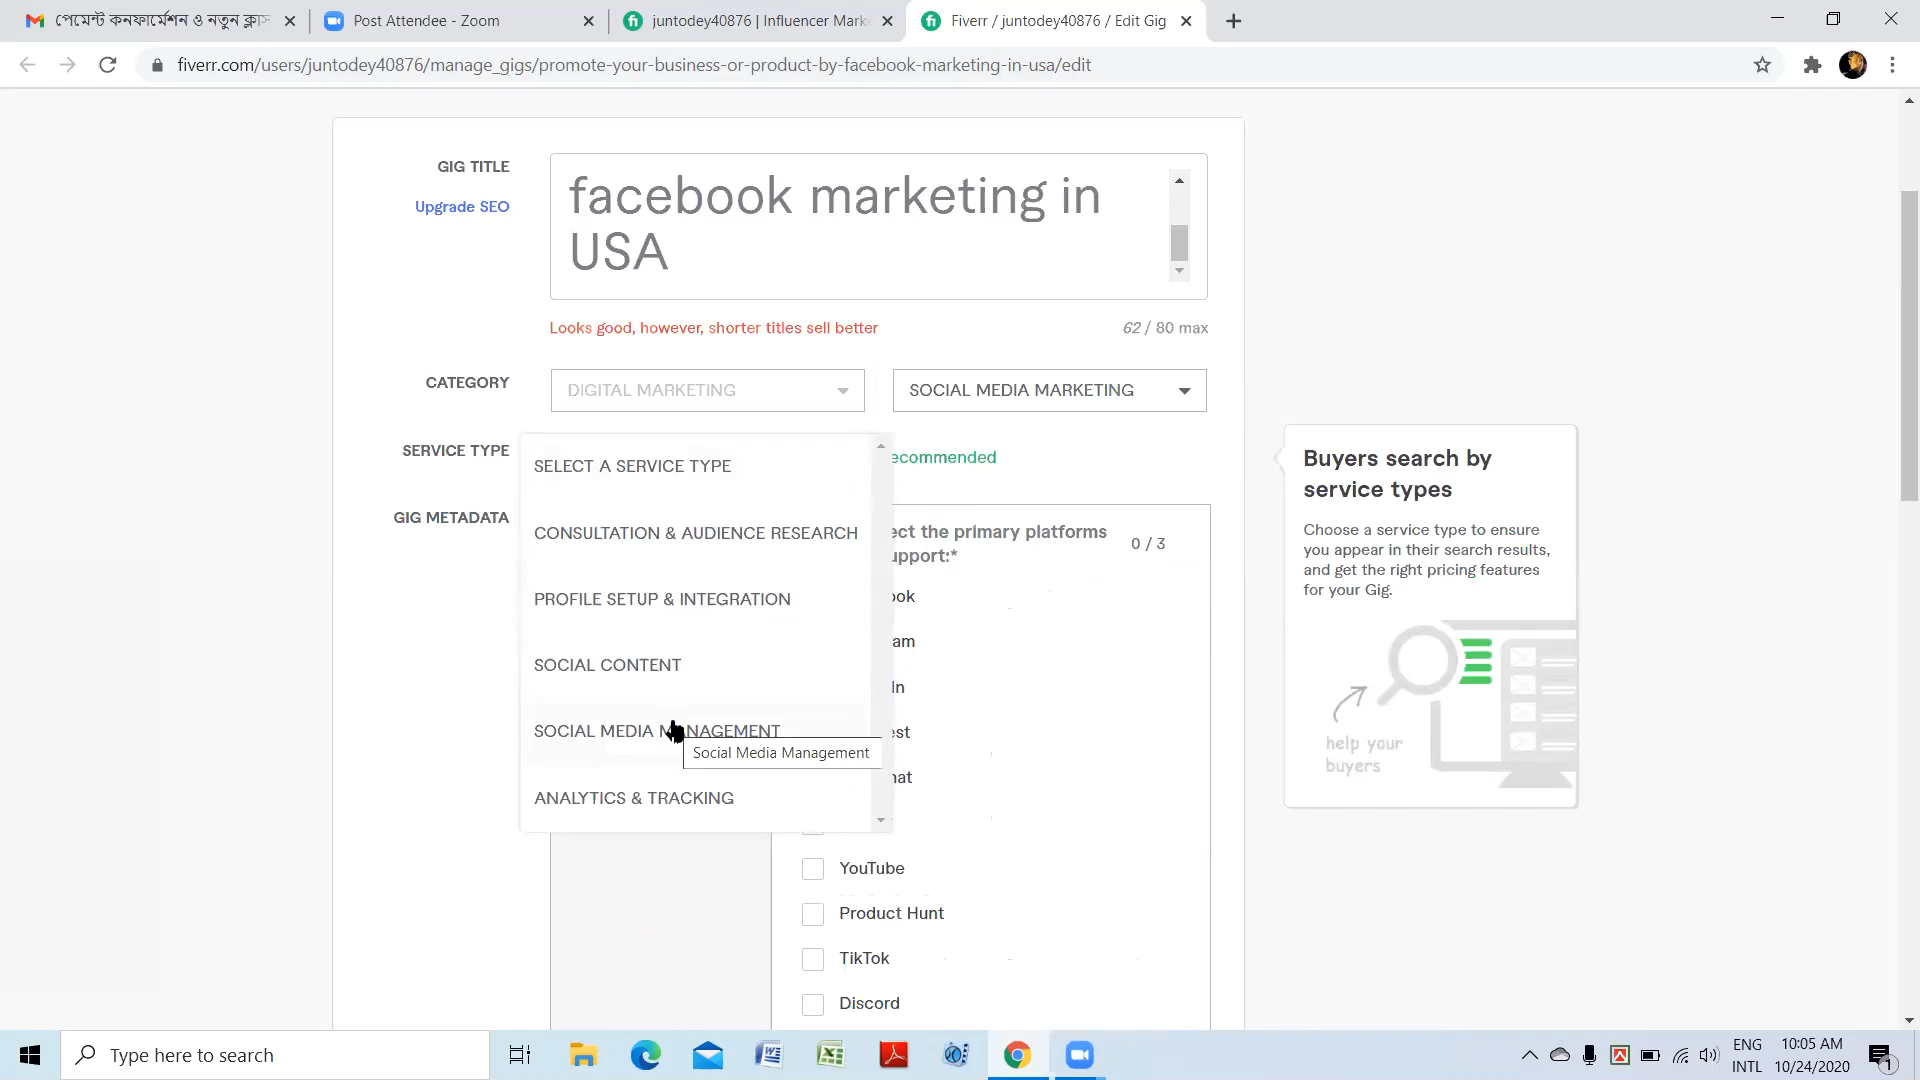 পেমেন্ট কনফার্মেশন ও নতুন ক্লাস
Post Attendee - Zoom
juntodey40876 | Influencer Marke
Fiverr / juntodey40876 / Edit Gig
fiverr.com/users/juntodey40876/manage_gigs/promote-your-business-or-product-by-facebook-marketing-in-usa/edit
GIG TITLE
Upgrade SEO
facebook marketing in
USA
Looks good, however, shorter titles sell better
62 / 80 max
CATEGORY
DIGITAL MARKETING
SOCIAL MEDIA MARKETING
SERVICE TYPE
SELECT A SERVICE TYPE
ecommended
GIG METADATA
CONSULTATION & AUDIENCE RESEARCH
ect the primary platforms
upport:*
0 / 3
PROFILE SETUP & INTEGRATION
ook
am
SOCIAL CONTENT
In
SOCIAL MEDIA MANAGEMENT
est
Social Media Management
hat
ANALYTICS & TRACKING
YouTube
Product Hunt
TikTok
Discord
Buyers search by
service types
Choose a service type to ensure
you appear in their search results,
and get the right pricing features
for your Gig.
help your
buyers
Type here to search
ENG
INTL
10:05 AM
10/24/2020
1